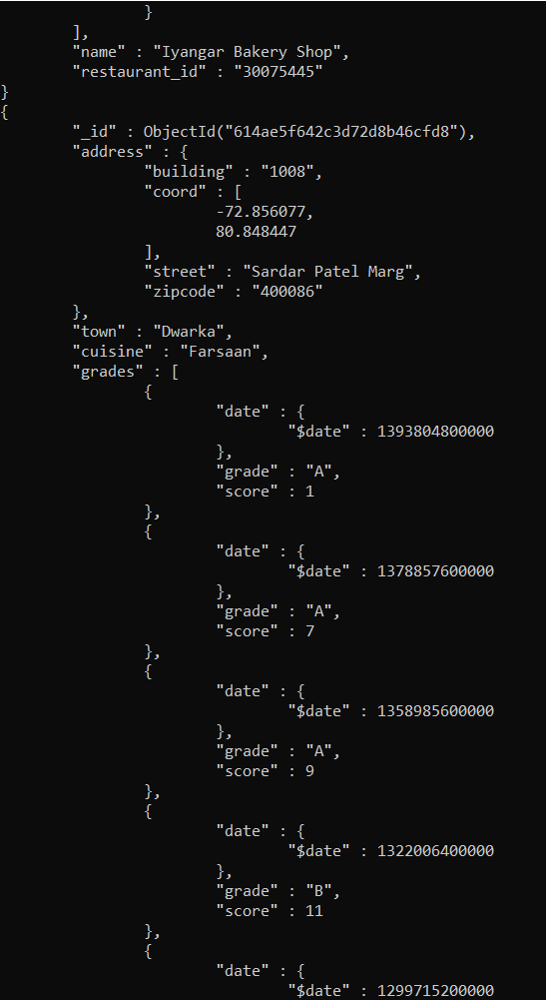 }
],
"name" : "Iyangar Bakery Shop",
"restaurant_id" : "30075445"
}
{
"_id" : ObjectId("614ae5f642c3d72d8b46cfd8"),
"address" : {
"building" : "1008",
"coord" : [
-72.856077,
80.848447
],
"street" : "Sardar Patel Marg",
"zipcode" : "400086"
},
"town" : "Dwarka",
"cuisine" : "Farsaan",
"grades" : [
{
"date" : {
"$date" : 1393804800000
},
"grade" : "A",
"score" : 1
},
{
"date" : {
"$date" : 1378857600000
},
"grade" : "A",
"score" : 7
},
{
"date" : {
"$date" : 1358985600000
},
"grade" : "A",
"score" : 9
},
{
"date" : {
"$date" : 1322006400000
},
"grade" : "B",
"score" : 11
},
{
"date" : {
"$date" : 1299715200000